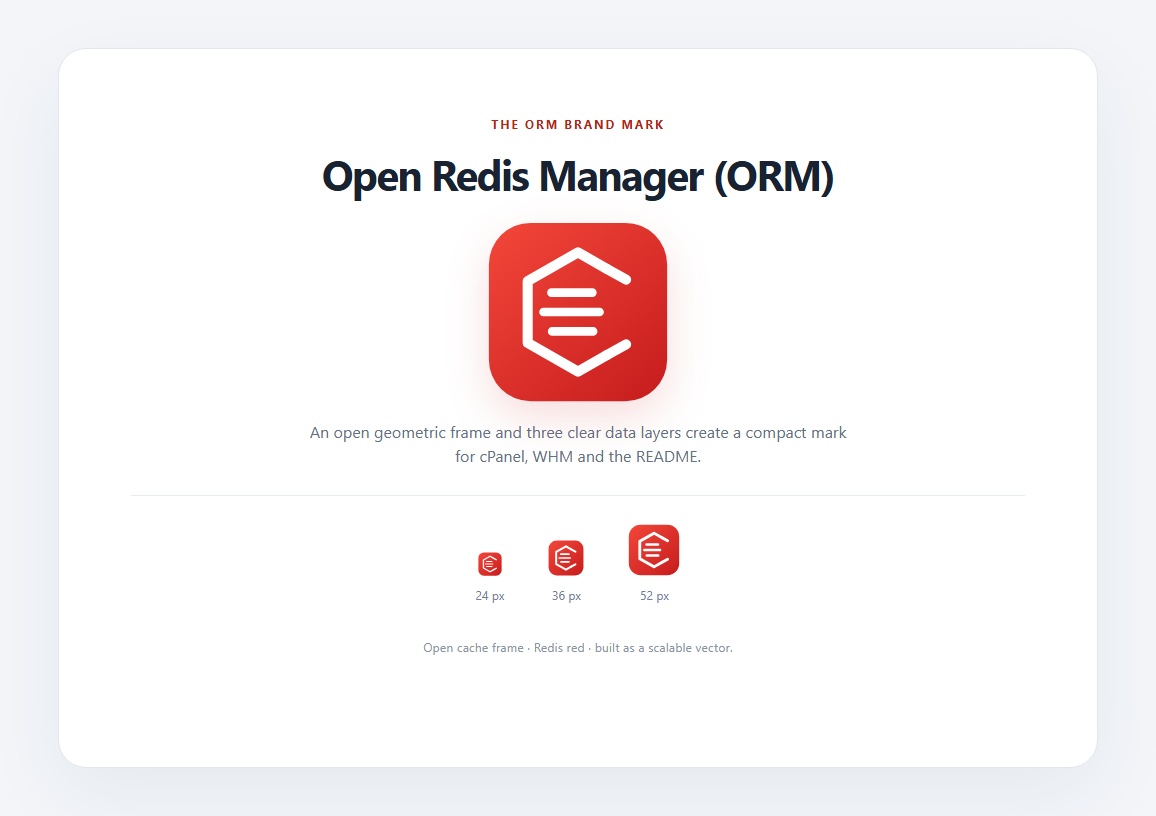 THE ORM BRAND MARK
Open Redis Manager (ORM)
An open geometric frame and three clear data layers create a compact mark
for cPanel, WHM and the README.
24 px
36 px
52 px
Open cache frame · Redis red · built as a scalable vector.